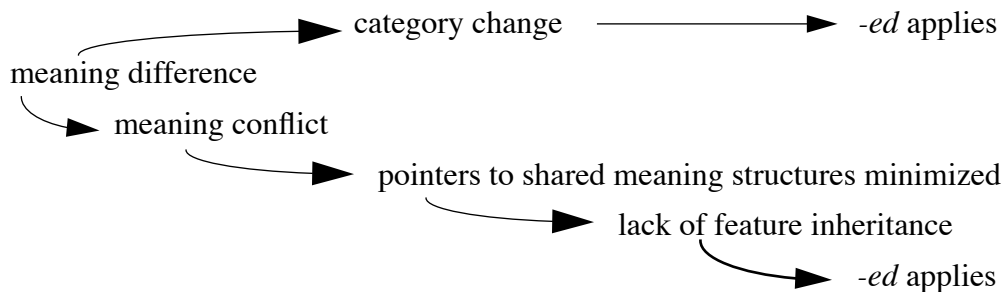 category change -ed applies
meaning difference
meaning conflict
pointers to shared meaning structures minimized
lack of feature inheritance
-ed applies